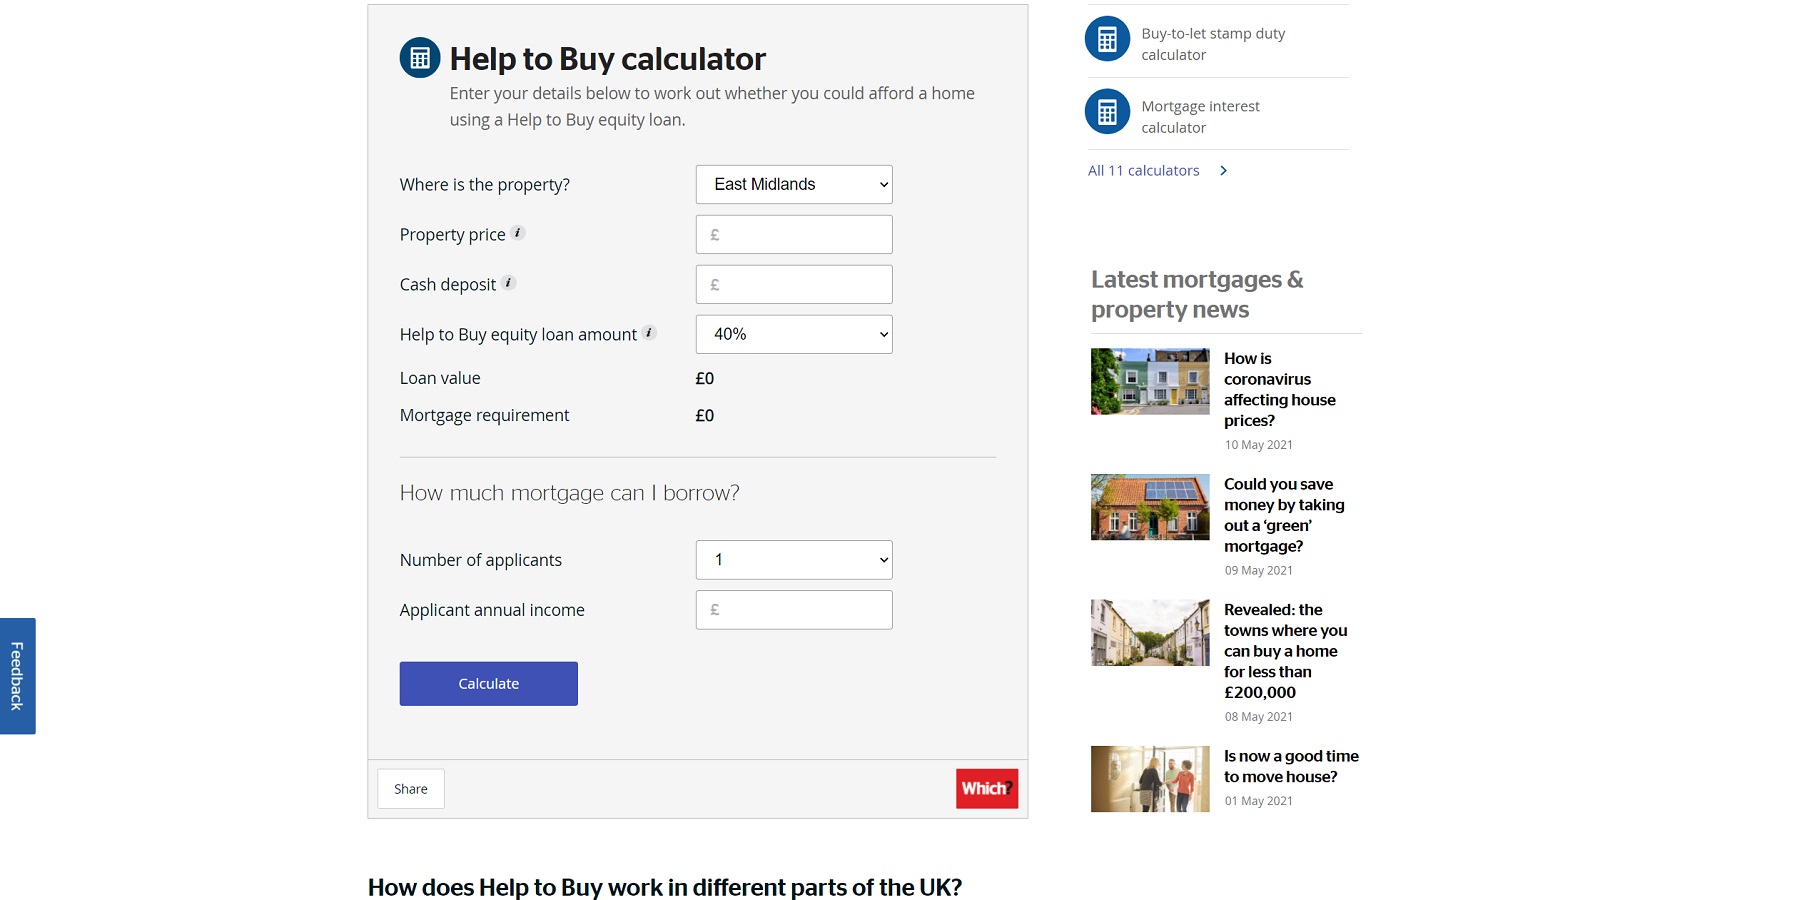 Help to Buy calculator
Enter your details below to work out whether you could afford a home
using a Help to Buy equity loan.
Where is the property?
East Midlands
Property price i
£
Cash deposit i
£
Help to Buy equity loan amount i
40%
Loan value
£0
Mortgage requirement
£0
How much mortgage can I borrow?
Number of applicants
1
Applicant annual income
£
Calculate
Share
Which?
How does Help to Buy work in different parts of the UK?
Buy-to-let stamp duty
calculator
Mortgage interest
calculator
All 11 calculators
Latest mortgages &
property news
How is
coronavirus
affecting house
prices?
10 May 2021
Could you save
money by taking
out a ‘green’
mortgage?
09 May 2021
Revealed: the
towns where you
can buy a home
for less than
£200,000
08 May 2021
Is now a good time
to move house?
01 May 2021
Feedback